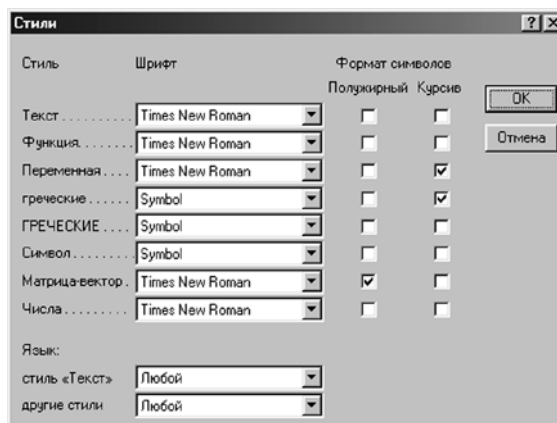 Стили
Стиль Шрифт Формат символов
Полужирный Курсив
OK
Текст . . . . . . . . . . Times New Roman
Функция. . . . . . . . Times New Roman
Отмена
Переменная . . . . Times New Roman
греческие . . . . . Symbol
ГРЕЧЕСКИЕ . . . . Symbol
Символ . . . . . . . . Symbol
Матрица-вектор . Times New Roman
Числа . . . . . . . . . Times New Roman
Язык:
стиль «Текст» Любой
другие стили Любой